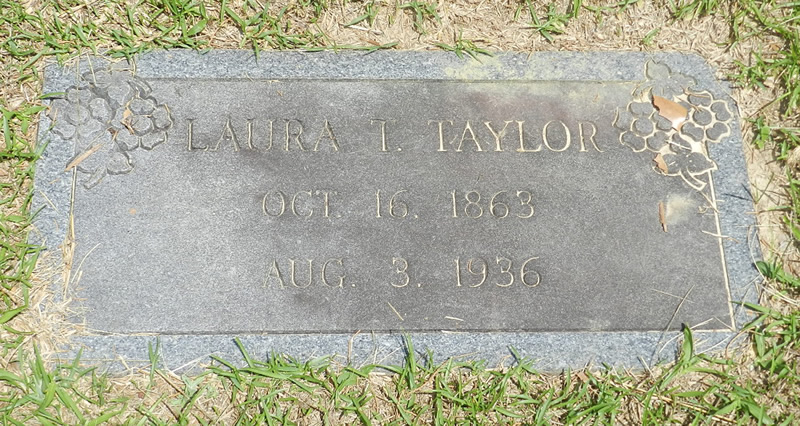 LAURA T. TAYLOR
OCT. 16, 1863
AUG. 3, 1936